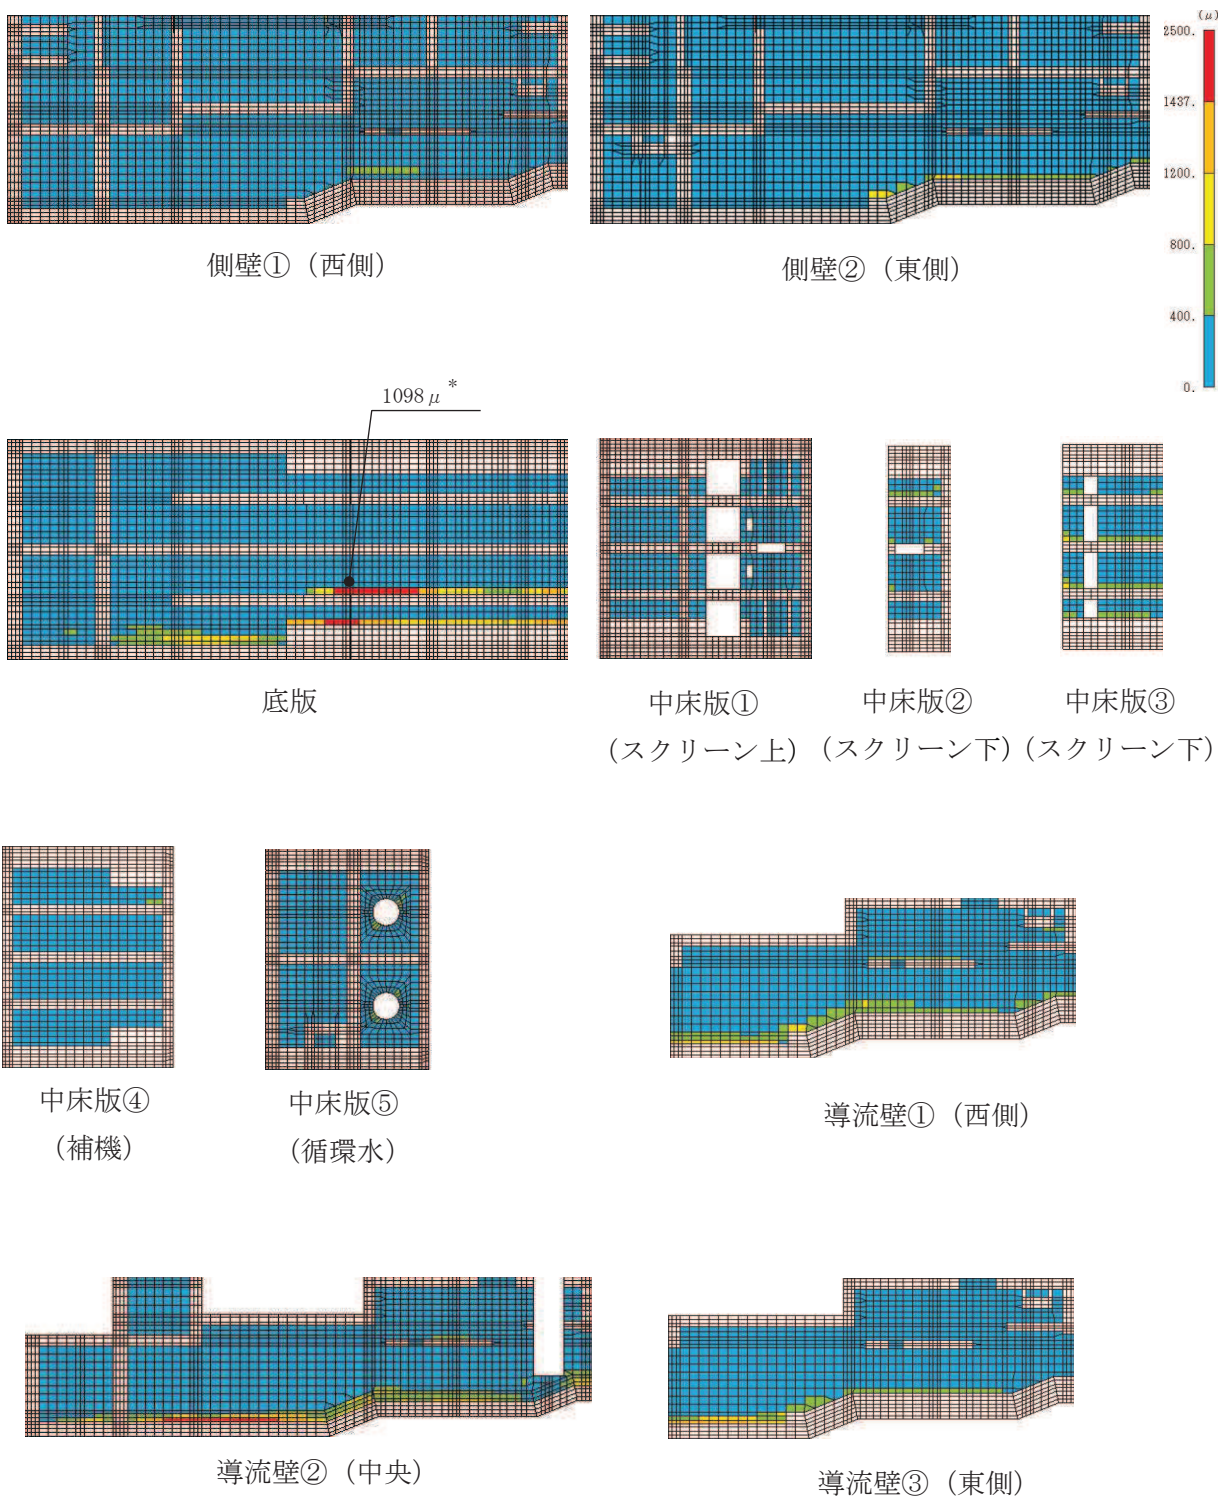 (μ)
2500.
1437.
1200.
800.
400.
0.
側壁①（西側）
側壁②（東側）
1098μ*
底版
中床版①
（スクリーン上）
中床版②
（スクリーン下）
中床版③
（スクリーン下）
中床版④
（補機）
中床版⑤
（循環水）
導流壁①（西側）
導流壁②（中央）
導流壁③（東側）